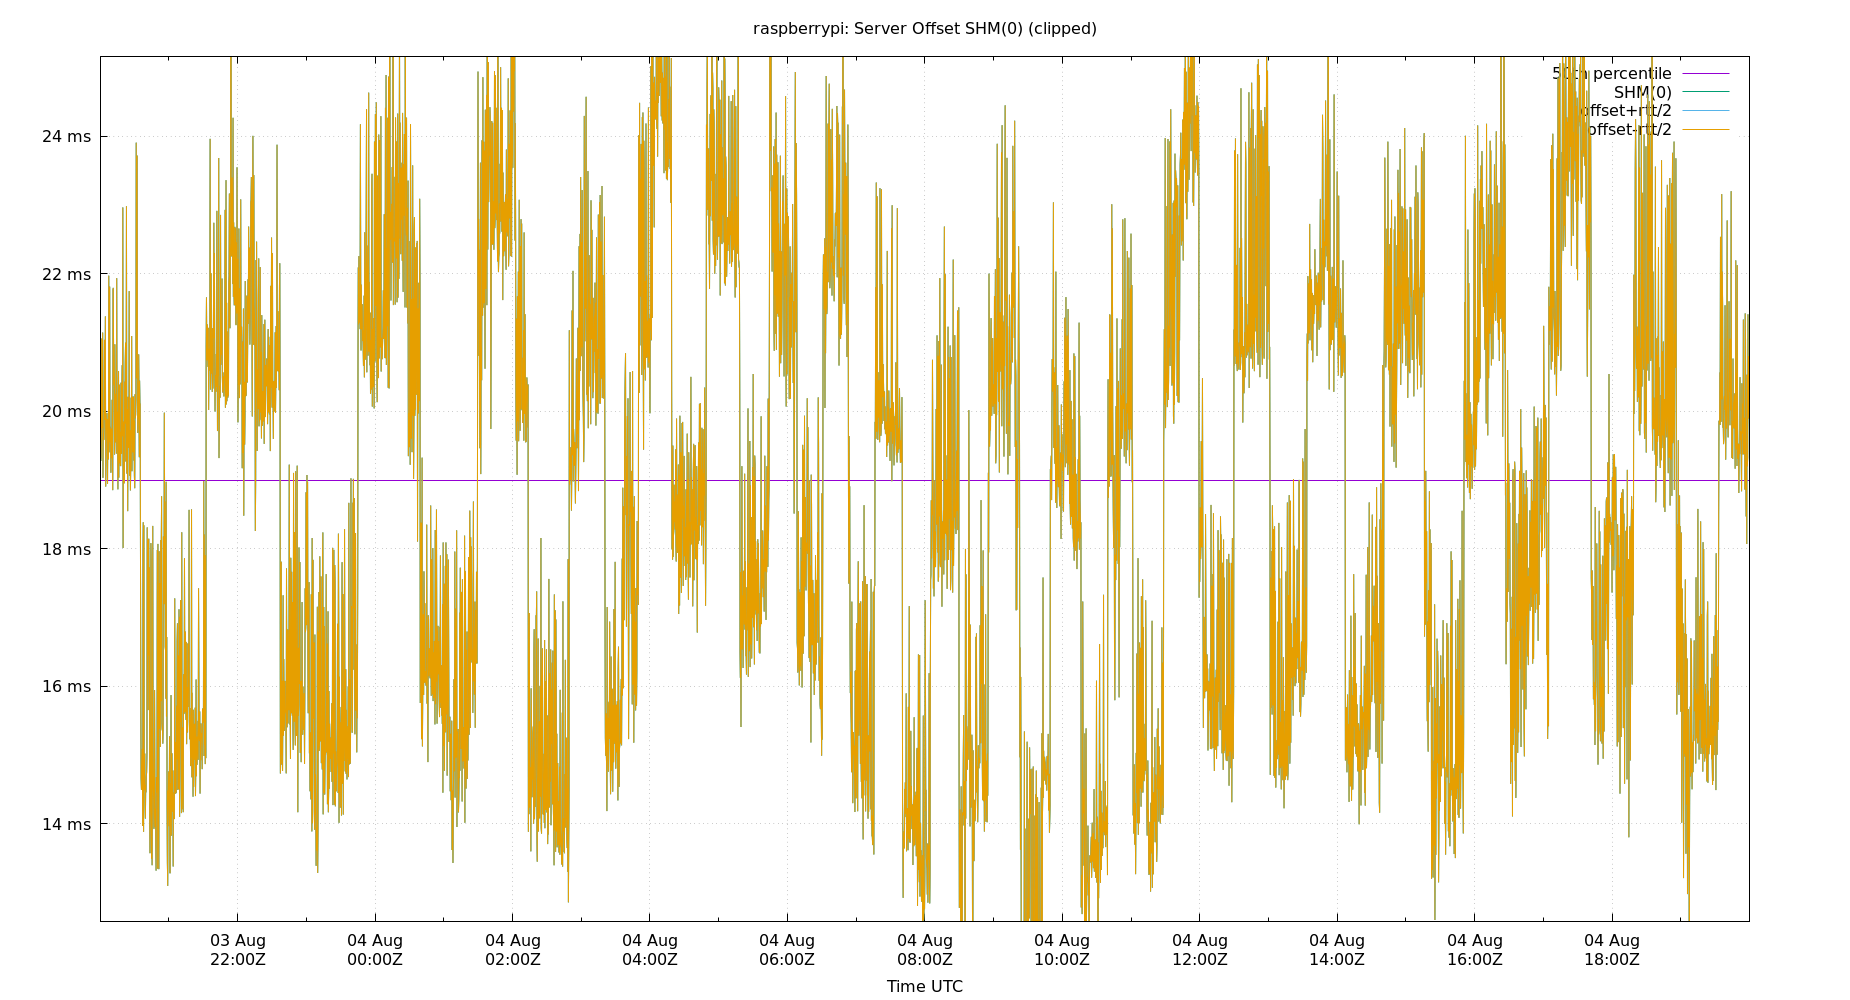 raspberrypi: Server Offset SHM(0) (clipped)
50th percentile
SHM(0)
offset+rtt/2
offset-rtt/2
24 ms
22 ms
20 ms
18 ms
16 ms
14 ms
03 Aug 04 Aug 04 Aug 04 Aug 04 Aug 04 Aug 04 Aug 04 Aug 04 Aug 04 Aug 04 Aug
22:00Z 00:00Z 02:00Z 04:00Z 06:00Z 08:00Z 10:00Z 12:00Z 14:00Z 16:00Z 18:00Z
Time UTC